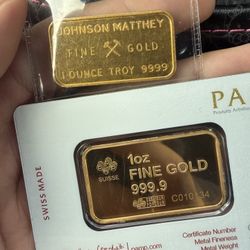 JOHNSON MATTHEY
FINE GOLD
1 OUNCE TROY 9999
PA
SWISS MADE
SUISSE
1oz
FINE GOLD
999.9
C010134
Certificate Number
Metal Fineness
Metal Weight